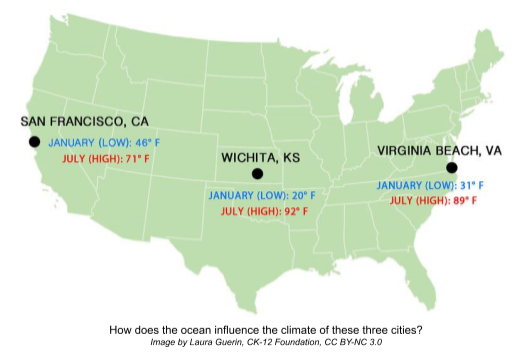 SAN FRANCISCO, CA
JANUARY (LOW): 46° F
JULY (HIGH): 71° F
WICHITA, KS
JANUARY (LOW): 20° F
JULY (HIGH): 92° F
VIRGINIA BEACH, VA
JANUARY (LOW): 31° F
JULY (HIGH): 89° F
How does the ocean influence the climate of these three cities?
Image by Laura Guerin, CK-12 Foundation, CC BY-NC 3.0